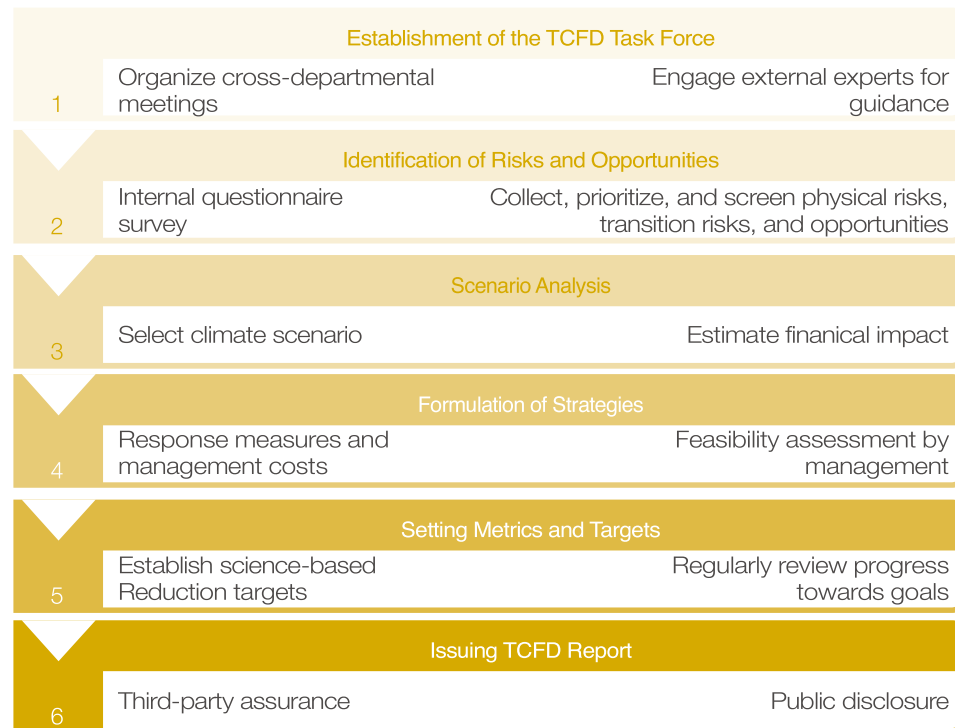 Establishment of the TCFD Task Force
1
Organize cross-departmental
meetings
Engage external experts for
guidance
Identification of Risks and Opportunities
2
Internal questionnaire
survey
Collect, prioritize, and screen physical risks,
transition risks, and opportunities
Scenario Analysis
3
Select climate scenario
Estimate finanical impact
Formulation of Strategies
4
Response measures and
management costs
Feasibility assessment by
management
Setting Metrics and Targets
5
Establish science-based
Reduction targets
Regularly review progress
towards goals
Issuing TCFD Report
6
Third-party assurance
Public disclosure